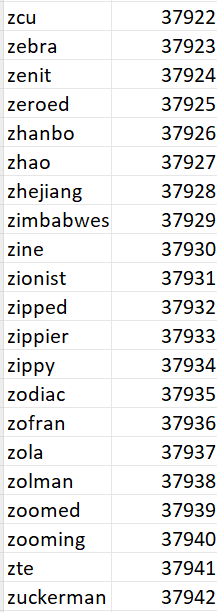 zcu 37922
zebra 37923
zenit 37924
zeroed 37925
zhanbo 37926
zhao 37927
zhejiang 37928
zimbabwes 37929
zine 37930
zionist 37931
zipped 37932
zippier 37933
zippy 37934
zodiac 37935
zofran 37936
zola 37937
zolman 37938
zoomed 37939
zooming 37940
zte 37941
zuckerman 37942